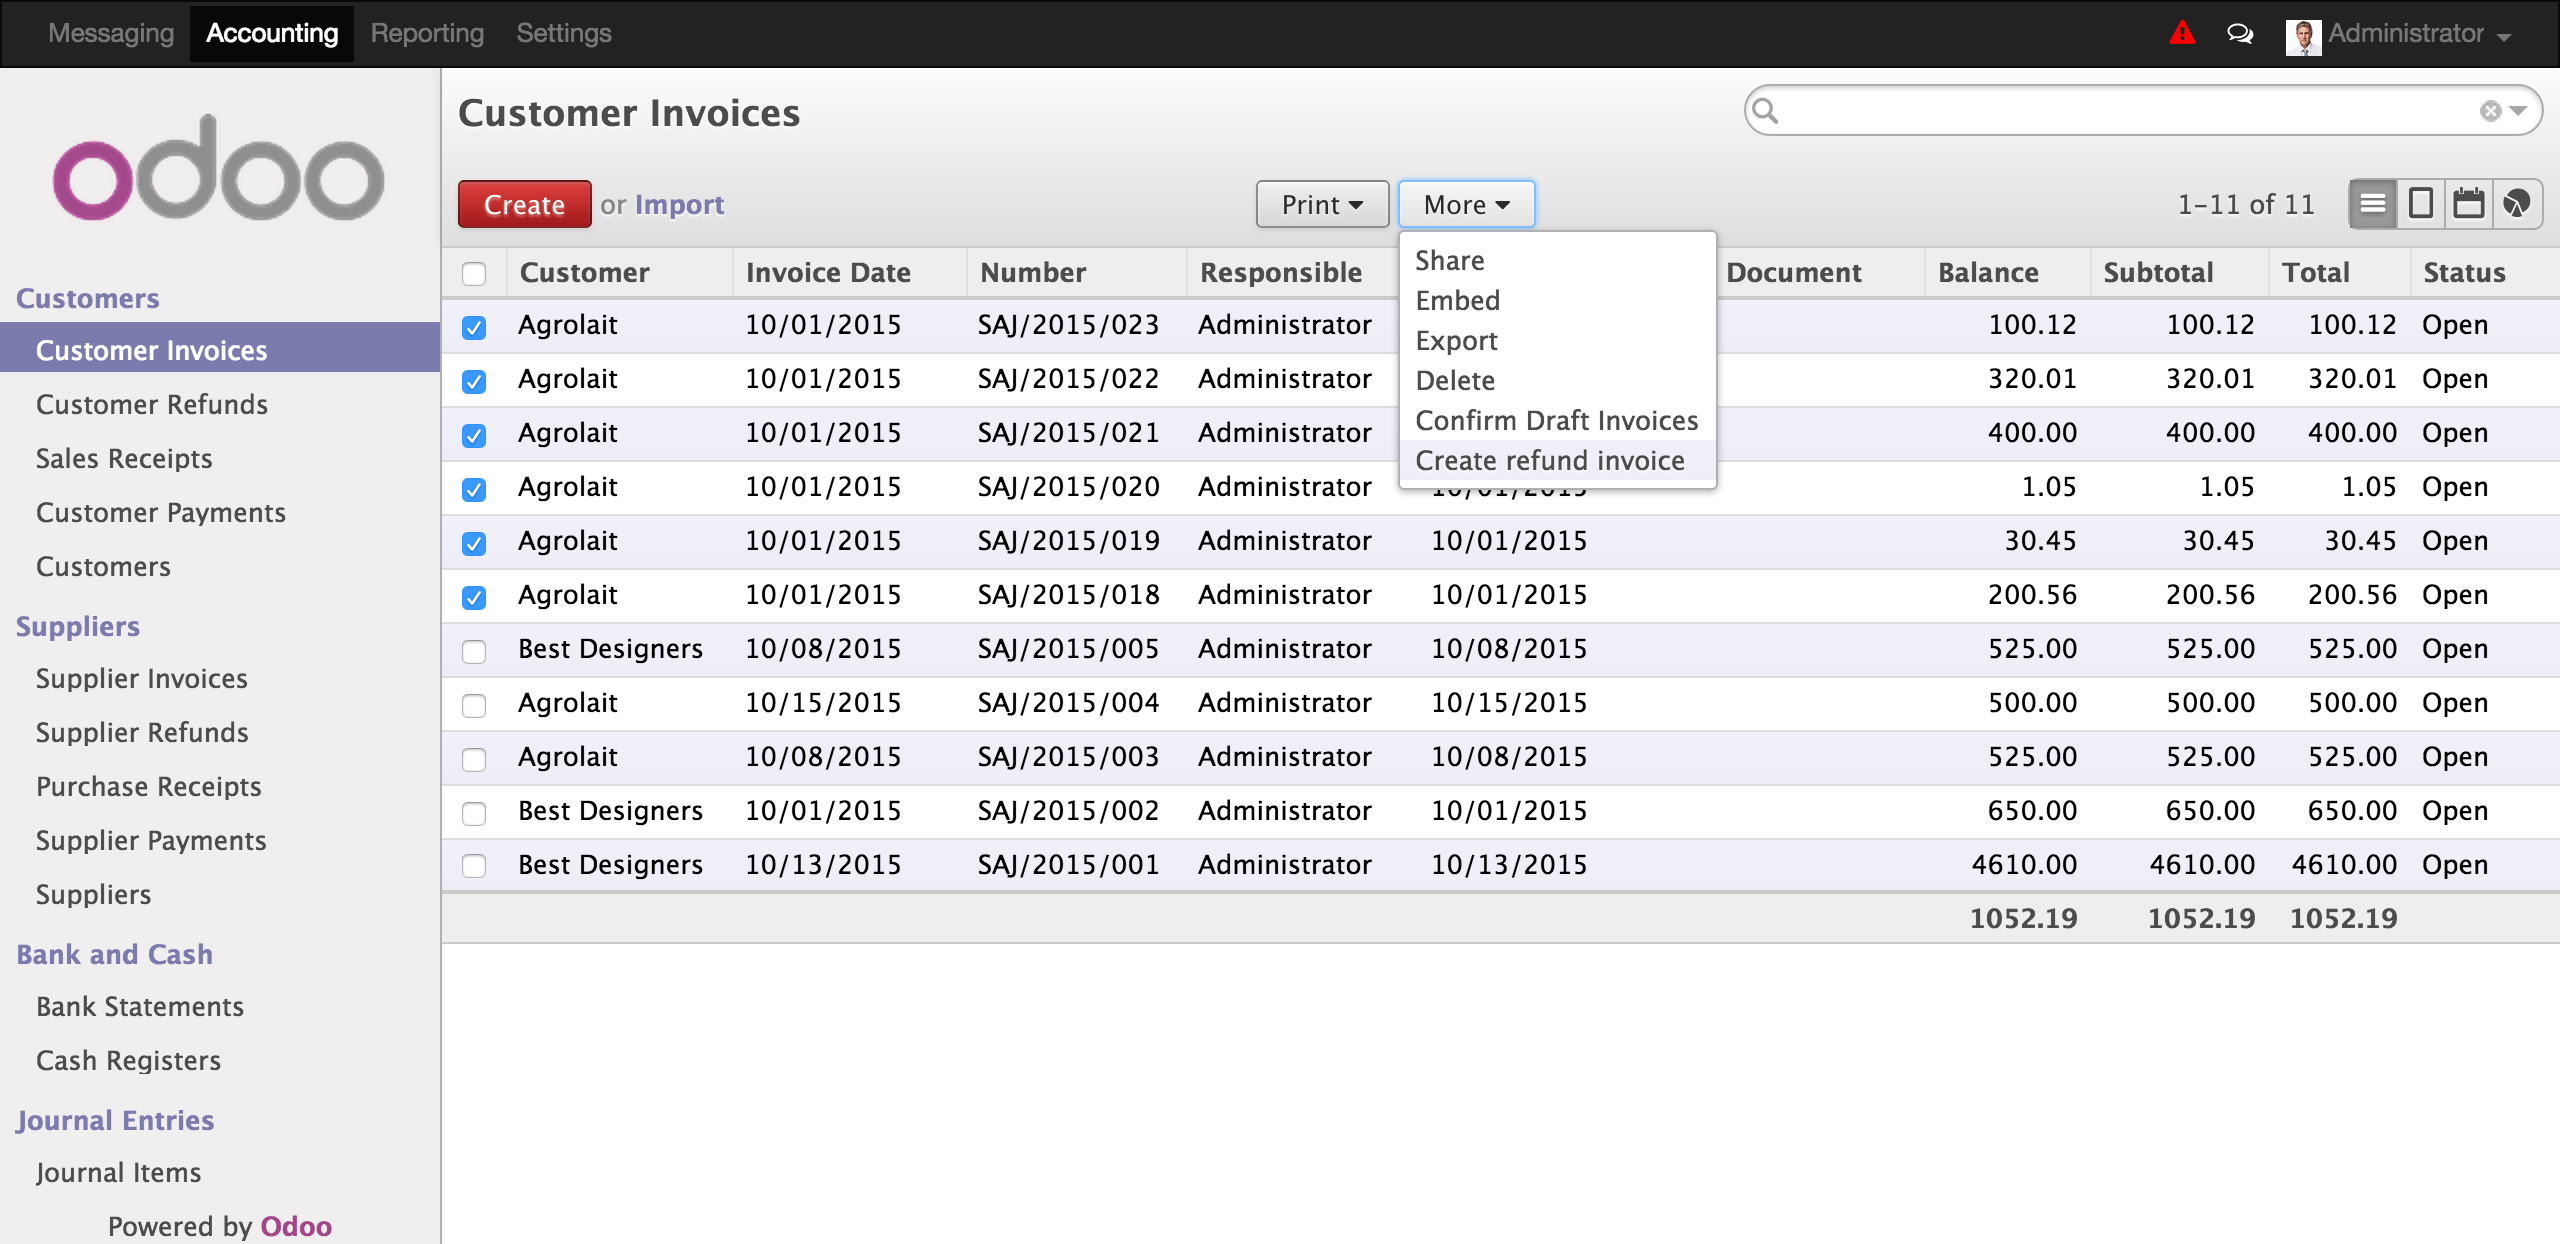 Messaging Accounting Reporting Settings Administrator
odoo
Customers
Customer Invoices
Customer Refunds
Sales Receipts
Customer Payments
Customers
Suppliers
Supplier Invoices
Supplier Refunds
Purchase Receipts
Supplier Payments
Suppliers
Bank and Cash
Bank Statements
Cash Registers
Journal Entries
Journal Items
Powered by Odoo
Customer Invoices
Create or Import Print More 1-11 of 11
Share
Embed
Export
Delete
Confirm Draft Invoices
Create refund invoice
Customer Invoice Date Number Responsible Document Balance Subtotal Total Status
Agrolait 10/01/2015 SAJ/2015/023 Administrator 100.12 100.12 100.12 Open
Agrolait 10/01/2015 SAJ/2015/022 Administrator 320.01 320.01 320.01 Open
Agrolait 10/01/2015 SAJ/2015/021 Administrator 400.00 400.00 400.00 Open
Agrolait 10/01/2015 SAJ/2015/020 Administrator 10/01/2015 1.05 1.05 1.05 Open
Agrolait 10/01/2015 SAJ/2015/019 Administrator 10/01/2015 30.45 30.45 30.45 Open
Agrolait 10/01/2015 SAJ/2015/018 Administrator 10/01/2015 200.56 200.56 200.56 Open
Best Designers 10/08/2015 SAJ/2015/005 Administrator 10/08/2015 525.00 525.00 525.00 Open
Agrolait 10/15/2015 SAJ/2015/004 Administrator 10/15/2015 500.00 500.00 500.00 Open
Agrolait 10/08/2015 SAJ/2015/003 Administrator 10/08/2015 525.00 525.00 525.00 Open
Best Designers 10/01/2015 SAJ/2015/002 Administrator 10/01/2015 650.00 650.00 650.00 Open
Best Designers 10/13/2015 SAJ/2015/001 Administrator 10/13/2015 4610.00 4610.00 4610.00 Open
1052.19 1052.19 1052.19